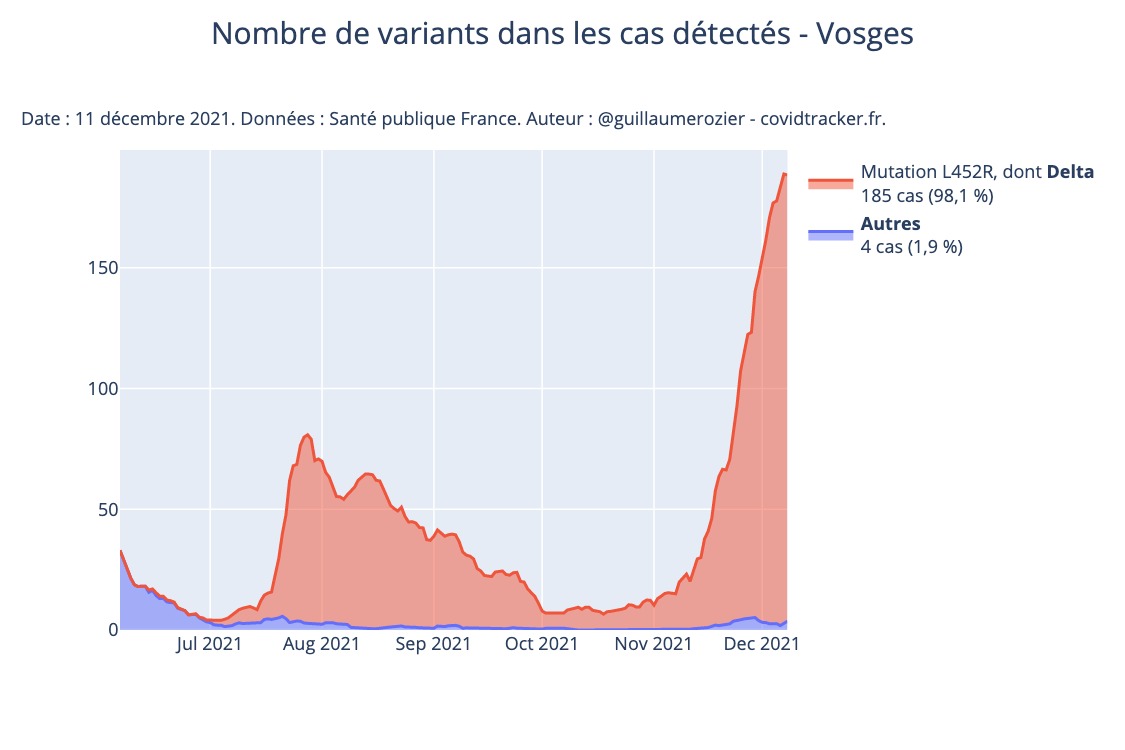 Nombre de variants dans les cas détectés - Vosges
Date : 11 décembre 2021. Données : Santé publique France. Auteur : @guillaumerozier - covidtracker.fr.
Mutation L452R, dont Delta
185 cas (98,1 %)
Autres
4 cas (1,9 %)
150
100
50
0
Jul 2021
Aug 2021
Sep 2021
Oct 2021
Nov 2021
Dec 2021